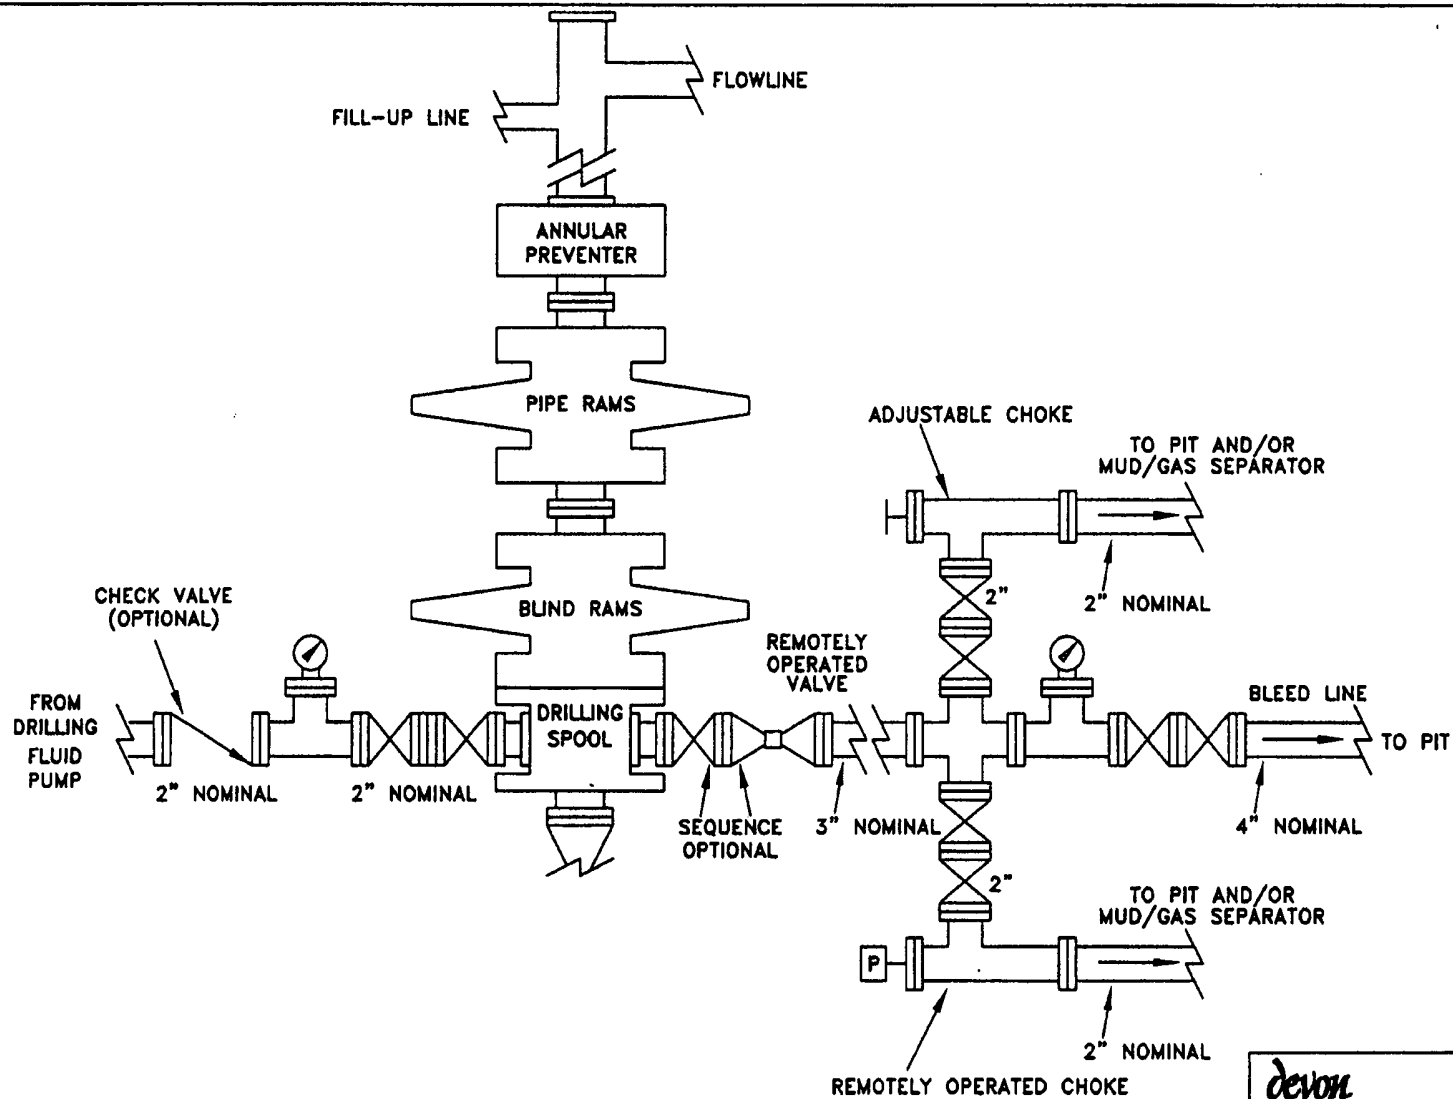 FLOWLINE
FILL-UP LINE
ANNULAR
PREVENTER
PIPE RAMS
ADJUSTABLE CHOKE
TO PIT AND/OR
MUD/GAS SEPARATOR
2" NOMINAL
2"
BLIND RAMS
CHECK VALVE
(OPTIONAL)
REMOTELY
OPERATED
VALVE
FROM
DRILLING
FLUID
PUMP
2" NOMINAL
2" NOMINAL
DRILLING
SPOOL
BLEED LINE
TO PIT
SEQUENCE
OPTIONAL
3" NOMINAL
4" NOMINAL
2"
TO PIT AND/OR
MUD/GAS SEPARATOR
P
2" NOMINAL
REMOTELY OPERATED CHOKE
devon